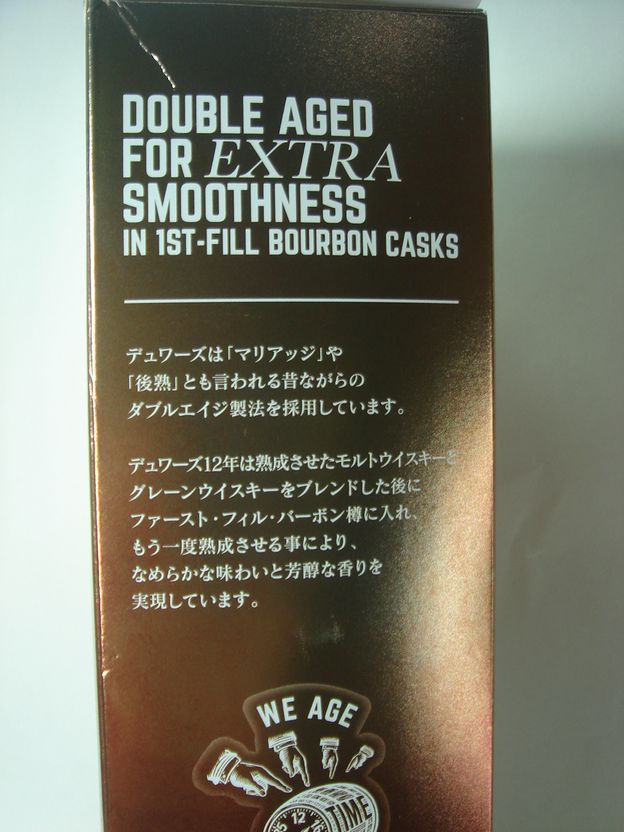 DOUBLE AGED
FOR EXTRA
SMOOTHNESS
IN 1ST-FILL BOURBON CASKS
デュワーズは「マリアッジ」や
「後熟」とも言われる昔ながらの
ダブルエイジ製法を採用しています。
デュワーズ12年は熟成させたモルトウイスキーと
グレーンウイスキーをブレンドした後に
ファースト・フィル・バーボン樽に入れ、
もう一度熟成させる事により、
なめらかな味わいと芳醇な香りを
実現しています。
WE AGE
TIME
12